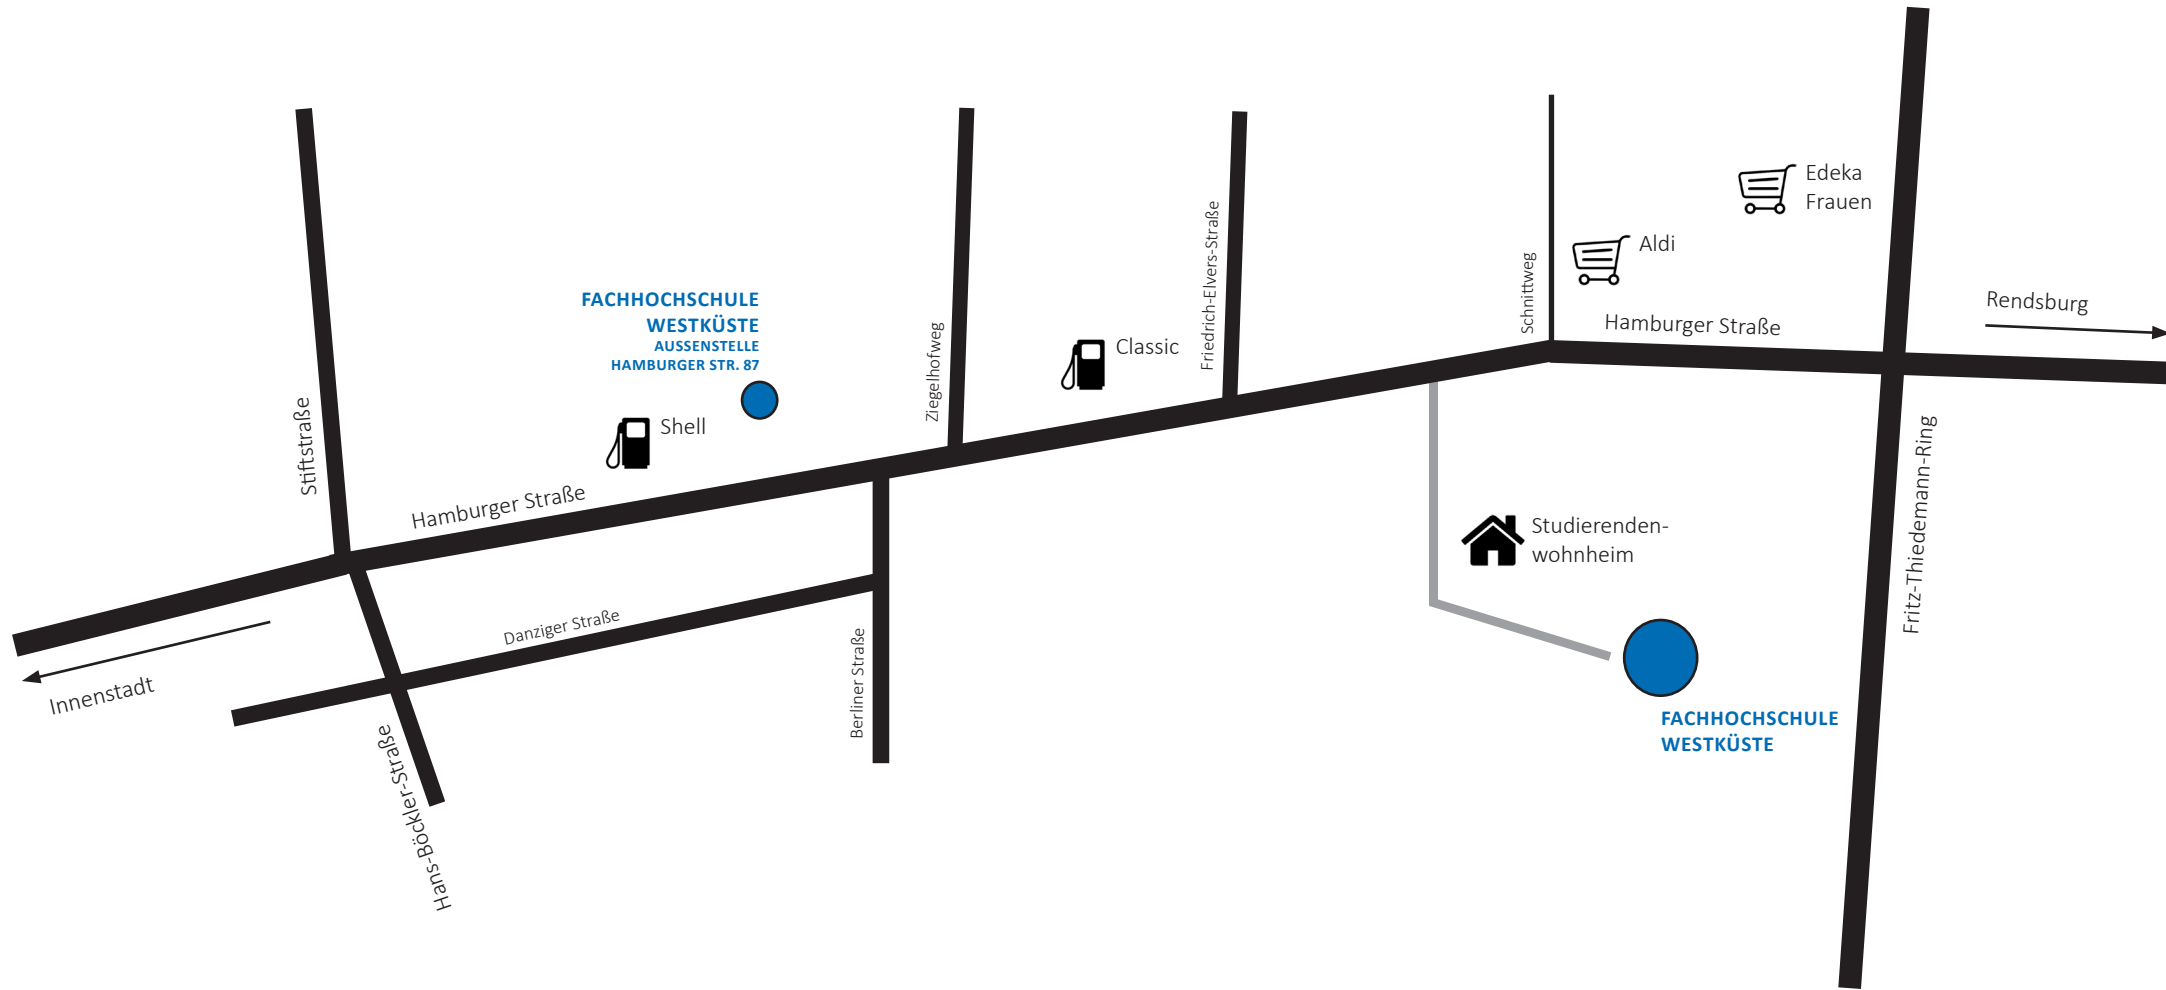 Edeka
Frauen
Aldi
Rendsburg
Hamburger Straße
Schnittweg
Friedrich-Elvers-Straße
Classic
Ziegelhofweg
FACHHOCHSCHULE
WESTKÜSTE
AUSSENSTELLE
HAMBURGER STR. 87
Shell
Stiftstraße
Hamburger Straße
Fritz-Thiedemann-Ring
Studierenden-
wohnheim
Danziger Straße
Berliner Straße
Innenstadt
Hans-Böckler-Straße
FACHHOCHSCHULE
WESTKÜSTE